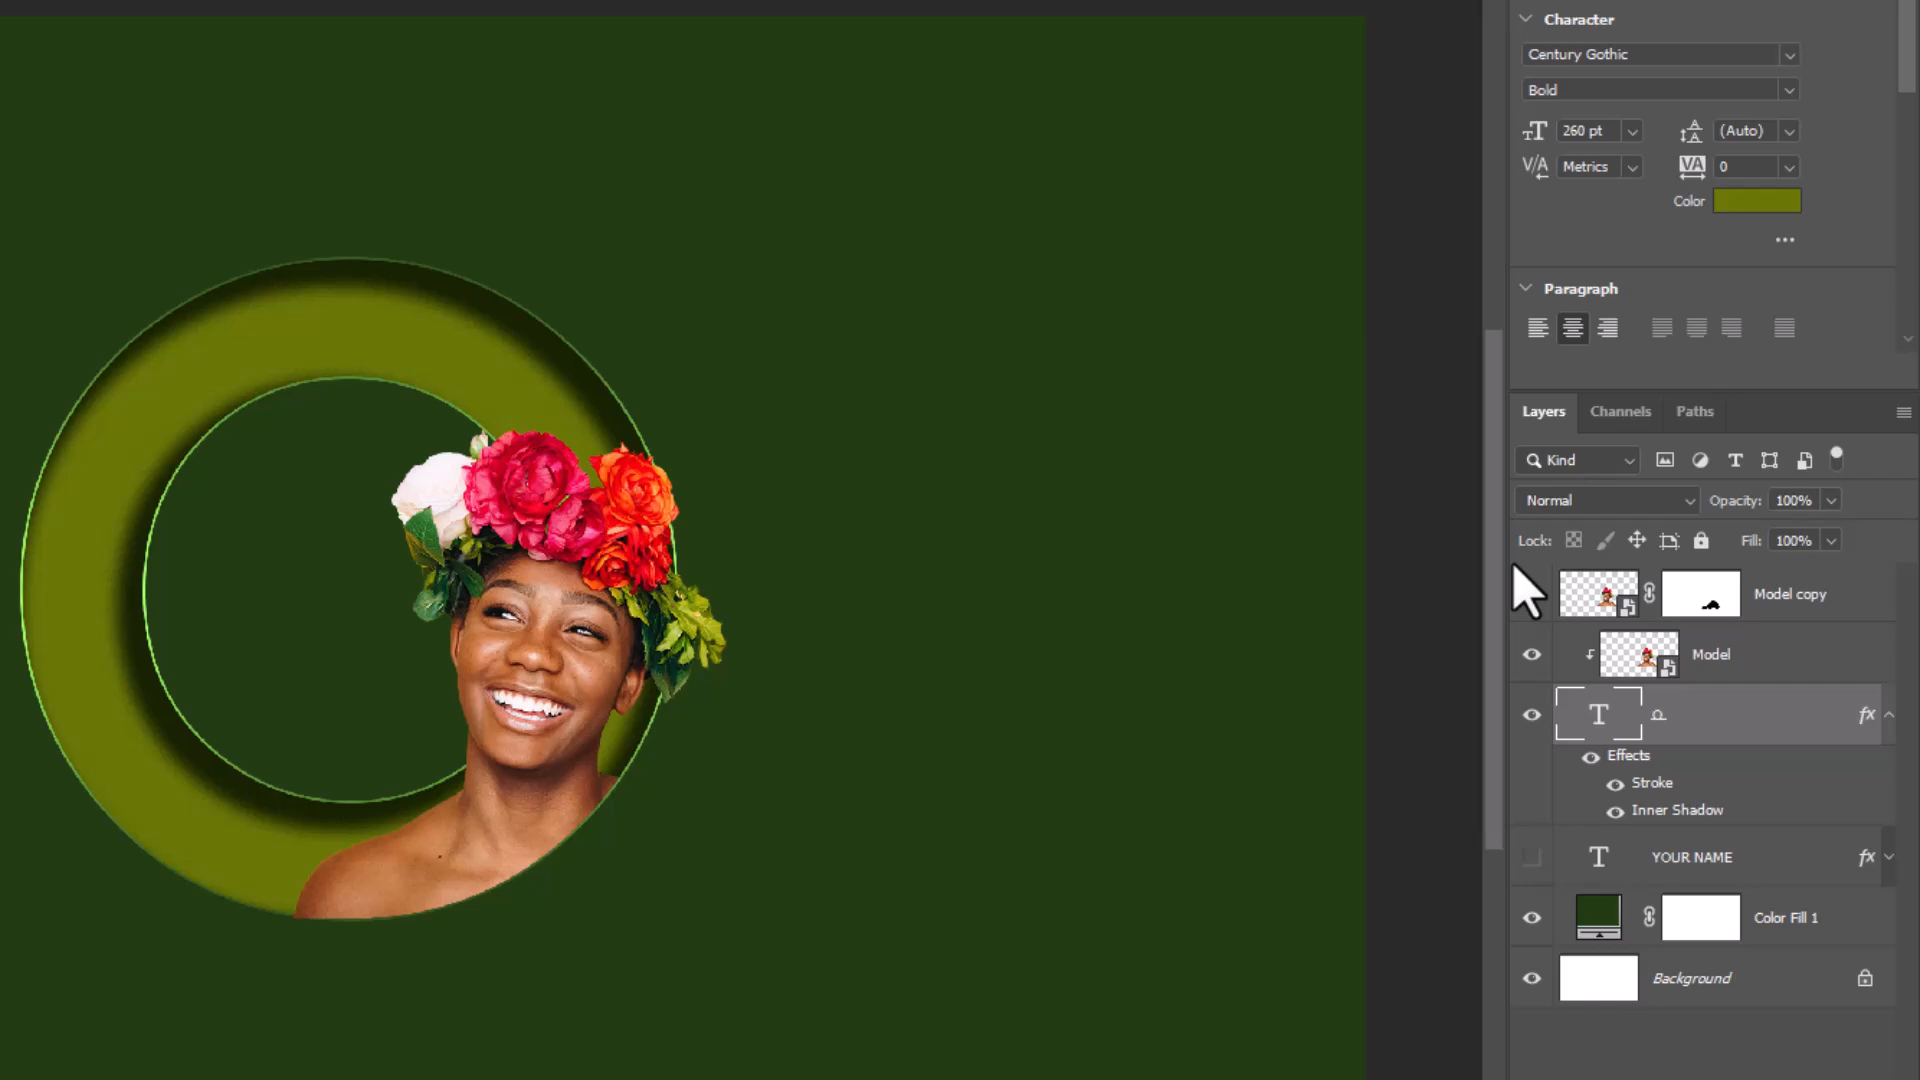 Character
Century Gothic
Bold
260 pt
(Auto)
Metrics
0
Color
Paragraph
Layers Channels Paths
Kind
Normal Opacity: 100%
Lock: Fill: 100%
Model copy
Model
T fx
Effects
Stroke
Inner Shadow
T YOUR NAME fx
Color Fill 1
Background